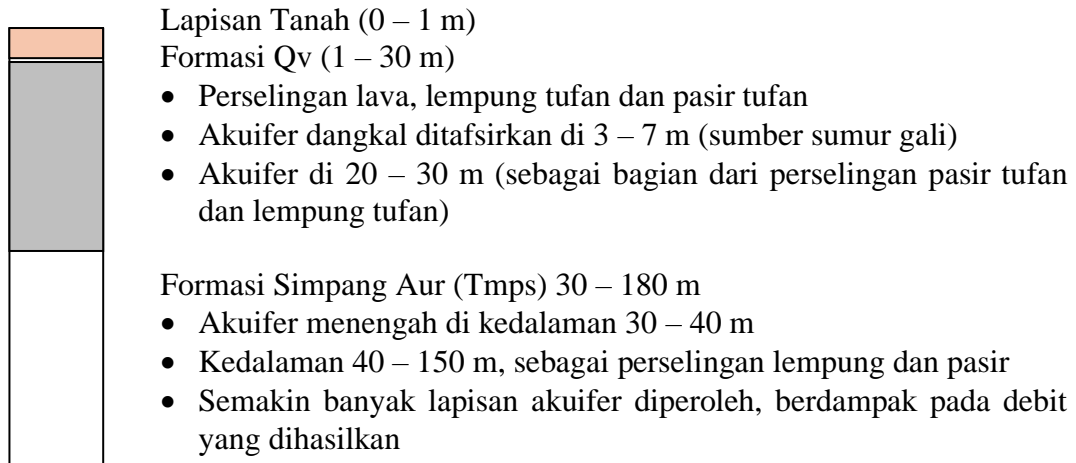 Lapisan Tanah (0 – 1 m)
Formasi Qv (1 – 30 m)
• Perselingan lava, lempung tufan dan pasir tufan
• Akuifer dangkal ditafsirkan di 3 – 7 m (sumber sumur gali)
• Akuifer di 20 – 30 m (sebagai bagian dari perselingan pasir tufan
dan lempung tufan)
Formasi Simpang Aur (Tmps) 30 – 180 m
• Akuifer menengah di kedalaman 30 – 40 m
• Kedalaman 40 – 150 m, sebagai perselingan lempung dan pasir
• Semakin banyak lapisan akuifer diperoleh, berdampak pada debit
yang dihasilkan